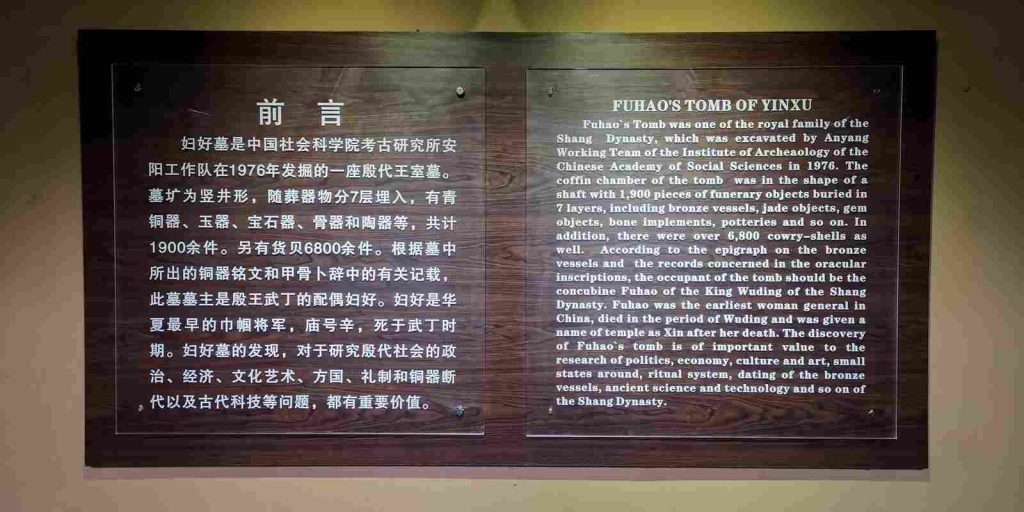 前 言
妇好墓是中国社会科学院考古研究所安
阳工作队在1976年发掘的一座殷代王室墓。
墓圹为竖井形，随葬器物分7层埋入，有青
铜器、玉器、宝石器、骨器和陶器等，共计
1900余件。另有货贝6800余件。根据墓中
所出的铜器铭文和甲骨卜辞中的有关记载，
此墓墓主是殷王武丁的配偶妇好。妇好是华
夏最早的巾帼将军，庙号辛，死于武丁时
期。妇好墓的发现，对于研究殷代社会的政
治、经济、文化艺术、方国、礼制和铜器断
代以及古代科技等问题，都有重要价值。
FUHAO'S TOMB OF YINXU
Fuhao`s Tomb was one of the royal family of the
Shang Dynasty, which was excavated by Anyang
Working Team of the Institute of Archeaology of the
Chinese Academy of Social Sciences in 1976. The
coffin chamber of the tomb was in the shape of a
shaft with 1,900 pieces of funerary objects buried in
7 layers, including bronze vessels, jade objects, gem
objects, bone implements, potteries and so on. In
addition, there were over 6,800 cowry-shells as
well. According to the epigraph on the bronze
vessels and the records concerned in the oracular
inscriptions, the occupant of the tomb should be the
concubine Fuhao of the King Wuding of the Shang
Dynasty. Fuhao was the earliest woman general in
China, died in the period of Wuding and was given a
name of temple as Xin after her death. The discovery
of Fuhao`s tomb is of important value to the
research of politics, economy, culture and art, small
states around, ritual system, dating of the bronze
vessels, ancient science and technology and so on of
the Shang Dynasty.